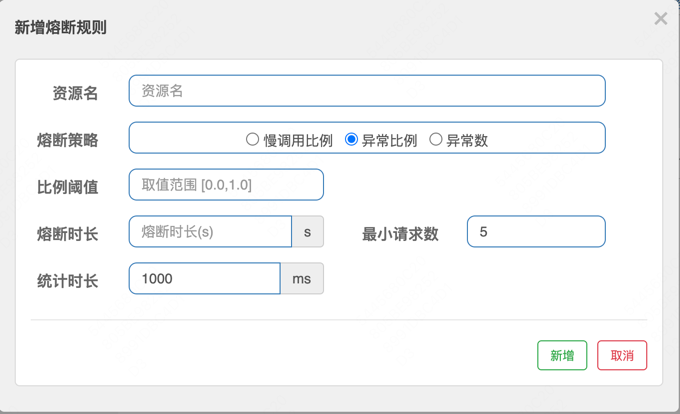 新增熔断规则 ×
资源名 资源名
熔断策略 慢调用比例 异常比例 异常数
比例阈值 取值范围 [0.0,1.0]
熔断时长 熔断时长(s) s 最小请求数 5
统计时长 1000 ms
新增 取消